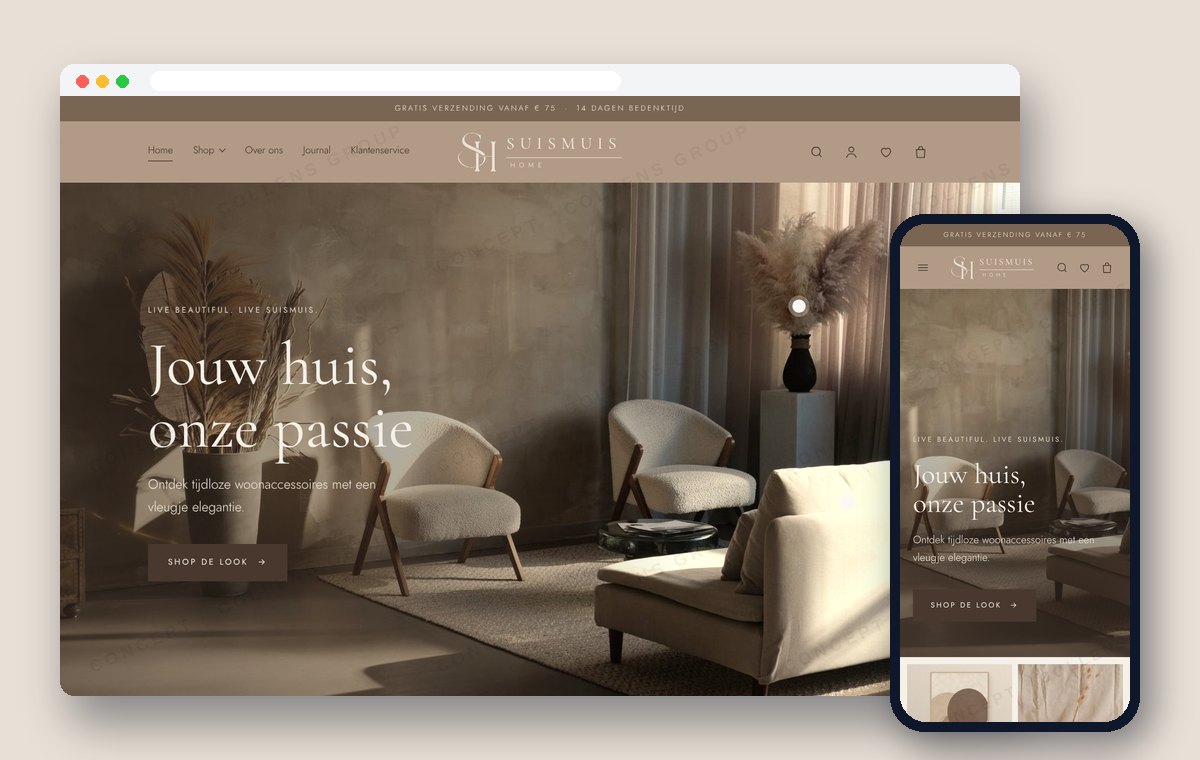 GRATIS VERZENDING VANAF € 75 · 14 DAGEN BEDENKTIJD
Home Shop Over ons Journal Klantenservice
SH SUISMUIS
HOME
LIVE BEAUTIFUL. LIVE SUISMUIS.
Jouw huis,
onze passie
Ontdek tijdloze woonaccessoires met een
vleugje elegantie.
SHOP DE LOOK →
GRATIS VERZENDING VANAF € 75
SH SUISMUIS
HOME
LIVE BEAUTIFUL. LIVE SUISMUIS.
Jouw huis,
onze passie
Ontdek tijdloze woonaccessoires met een
vleugje elegantie.
SHOP DE LOOK →